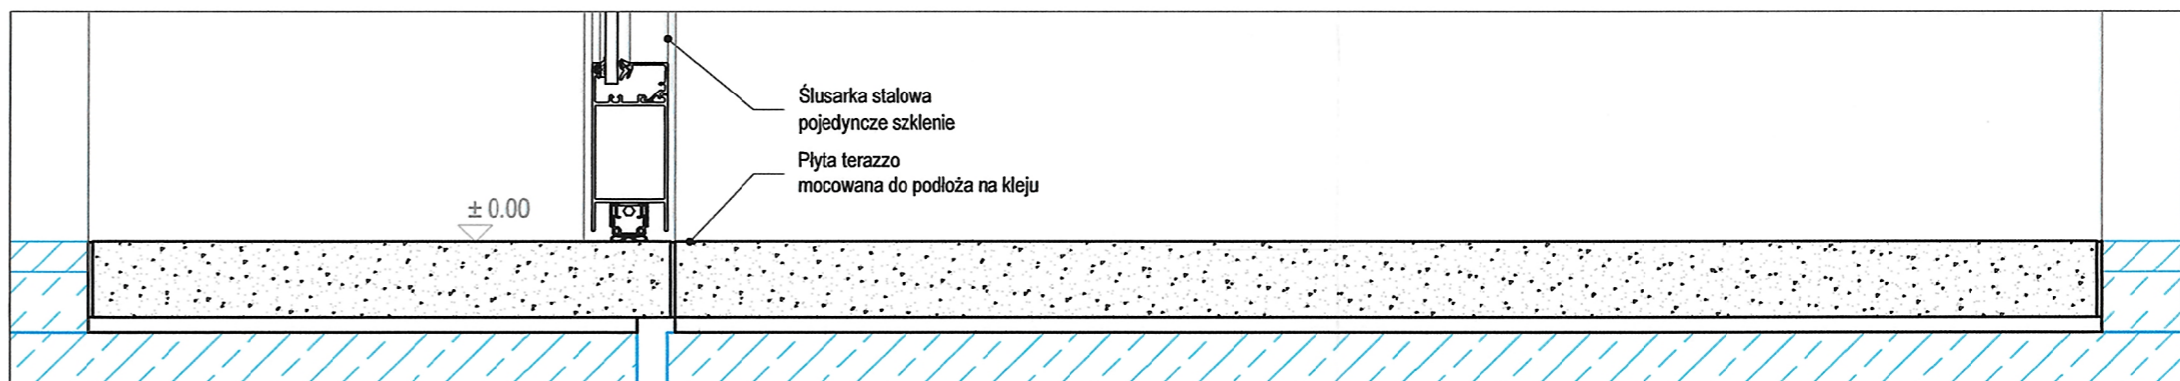 Ślusarka stalowa
pojedyncze szklenie
Płyta terazzo
mocowana do podłoża na kleju
± 0.00